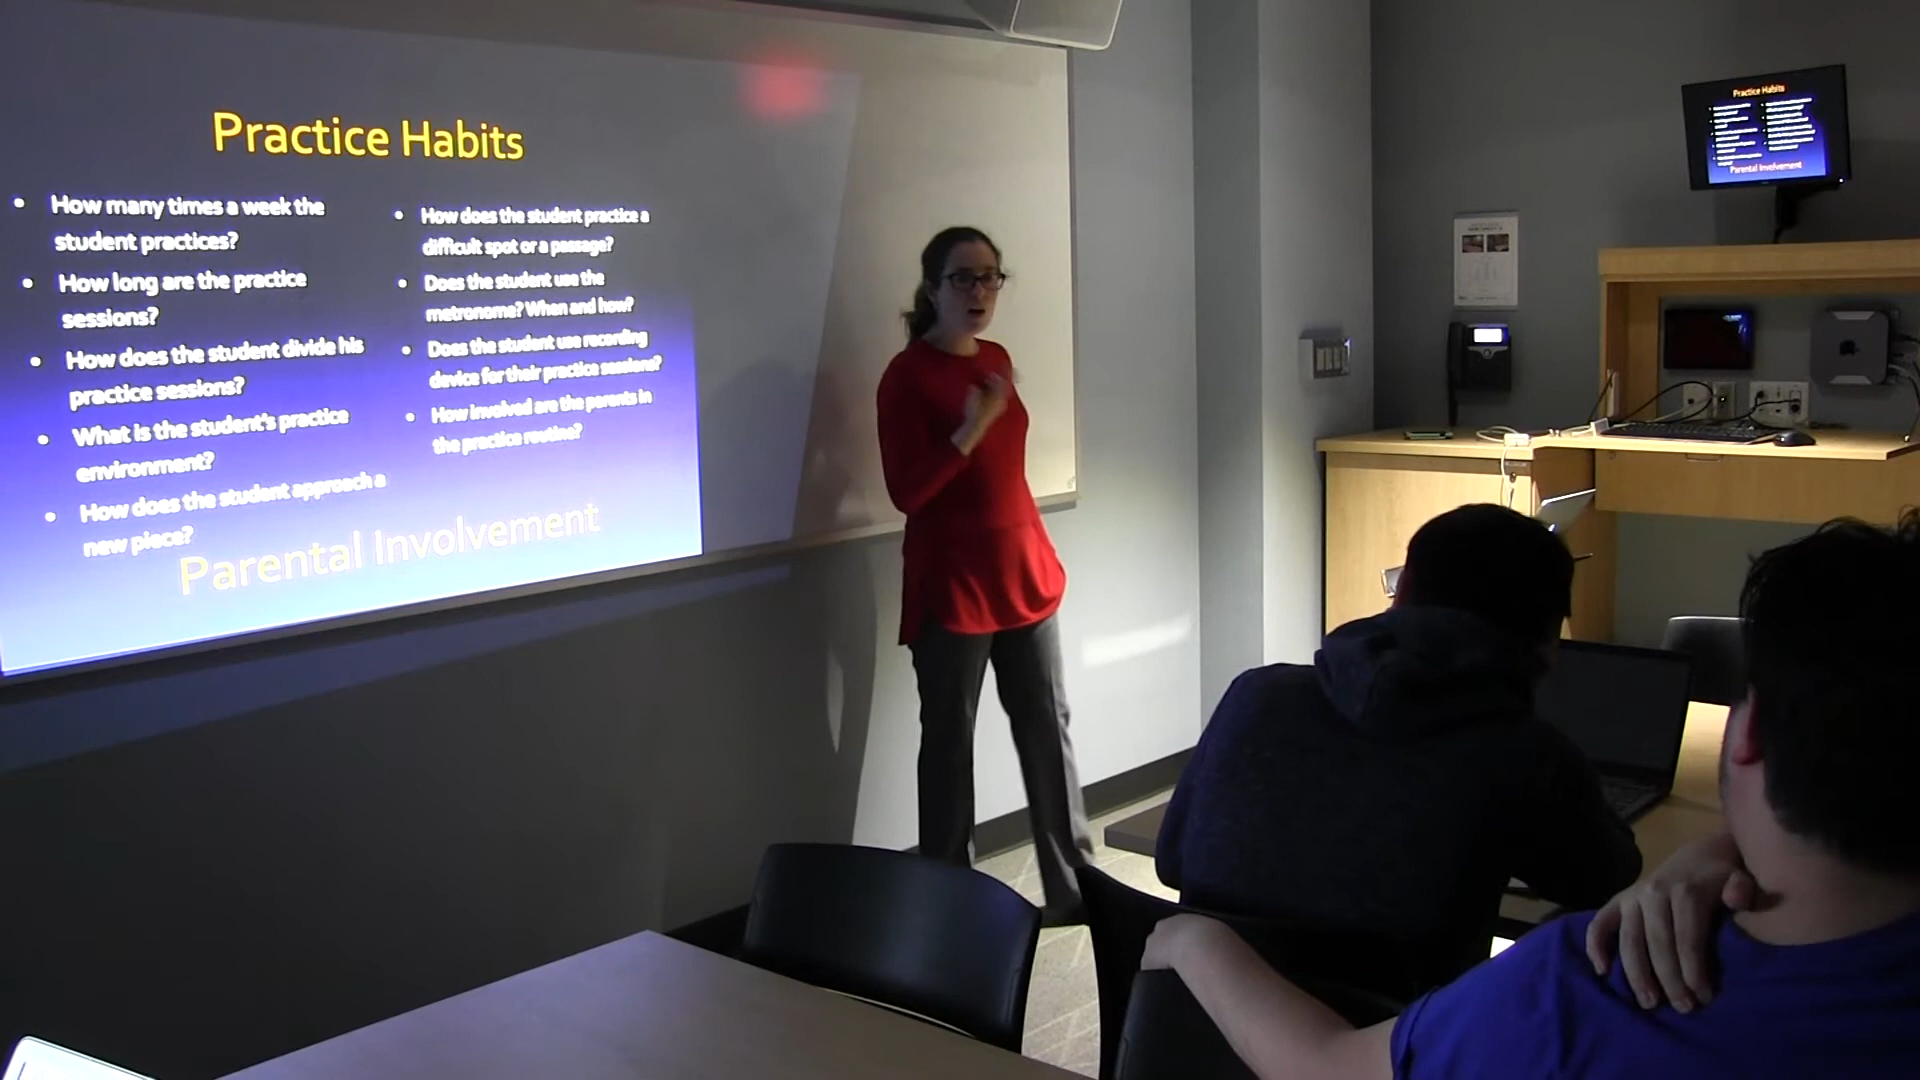 Practice Habits
How many times a week the
student practices?
How long are the practice
sessions?
How does the student divide his
practice sessions?
What is the student's practice
environment?
How does the student approach a
new piece?
How does the student practice a
difficult spot or a passage?
Does the student use the
metronome? When and how?
Does the student use recording
device for their practice sessions?
How involved are the parents in
the practice routine?
Parental Involvement
Practice Habits
Parental Involvement